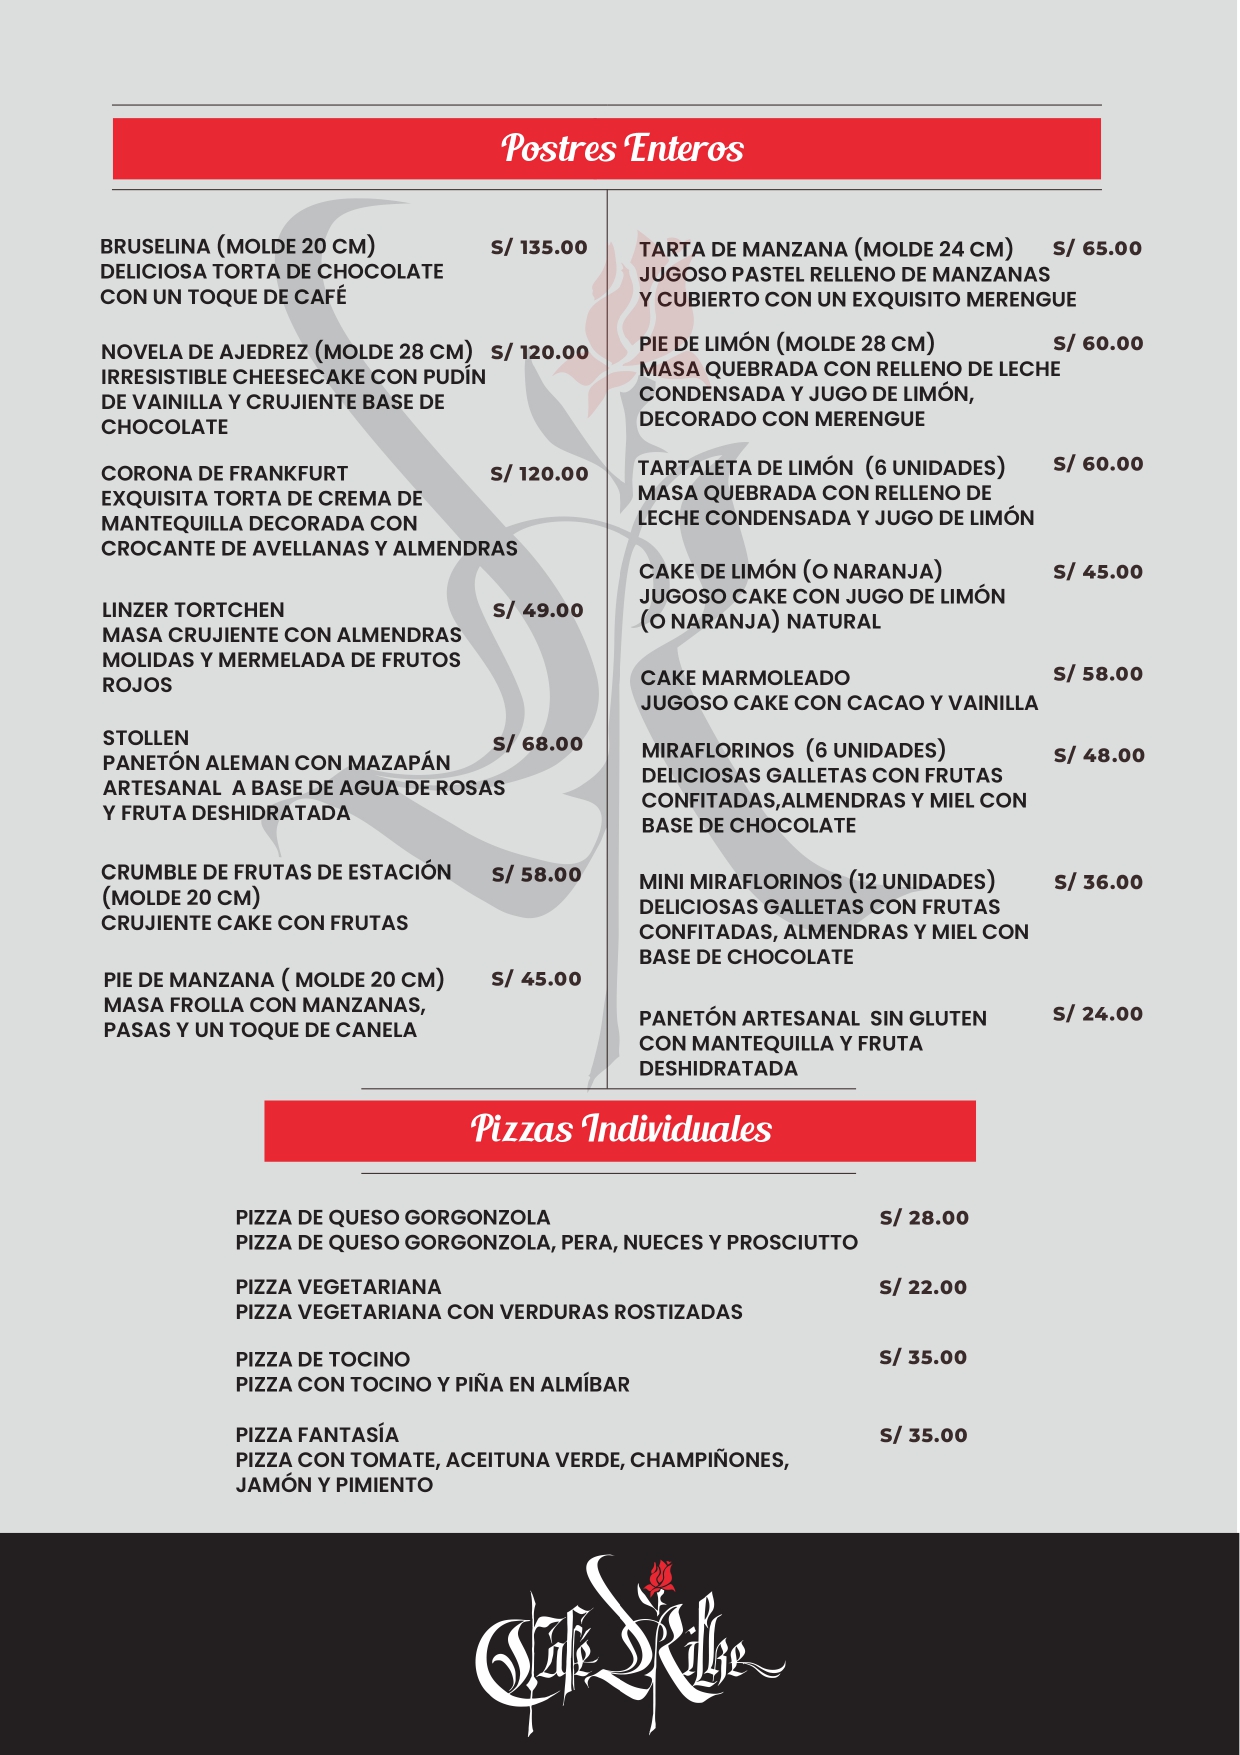 Postres Enteros
BRUSELINA (MOLDE 20 CM) S/ 135.00
DELICIOSA TORTA DE CHOCOLATE
CON UN TOQUE DE CAFÉ
NOVELA DE AJEDREZ (MOLDE 28 CM) S/ 120.00
IRRESISTIBLE CHEESECAKE CON PUDÍN
DE VAINILLA Y CRUJIENTE BASE DE
CHOCOLATE
CORONA DE FRANKFURT S/ 120.00
EXQUISITA TORTA DE CREMA DE
MANTEQUILLA DECORADA CON
CROCANTE DE AVELLANAS Y ALMENDRAS
LINZER TORTCHEN S/ 49.00
MASA CRUJIENTE CON ALMENDRAS
MOLIDAS Y MERMELADA DE FRUTOS
ROJOS
STOLLEN S/ 68.00
PANETÓN ALEMAN CON MAZAPÁN
ARTESANAL A BASE DE AGUA DE ROSAS
Y FRUTA DESHIDRATADA
CRUMBLE DE FRUTAS DE ESTACIÓN S/ 58.00
(MOLDE 20 CM)
CRUJIENTE CAKE CON FRUTAS
PIE DE MANZANA ( MOLDE 20 CM) S/ 45.00
MASA FROLLA CON MANZANAS,
PASAS Y UN TOQUE DE CANELA
TARTA DE MANZANA (MOLDE 24 CM) S/ 65.00
JUGOSO PASTEL RELLENO DE MANZANAS
Y CUBIERTO CON UN EXQUISITO MERENGUE
PIE DE LIMÓN (MOLDE 28 CM) S/ 60.00
MASA QUEBRADA CON RELLENO DE LECHE
CONDENSADA Y JUGO DE LIMÓN,
DECORADO CON MERENGUE
TARTALETA DE LIMÓN (6 UNIDADES) S/ 60.00
MASA QUEBRADA CON RELLENO DE
LECHE CONDENSADA Y JUGO DE LIMÓN
CAKE DE LIMÓN (O NARANJA) S/ 45.00
JUGOSO CAKE CON JUGO DE LIMÓN
(O NARANJA) NATURAL
CAKE MARMOLEADO S/ 58.00
JUGOSO CAKE CON CACAO Y VAINILLA
MIRAFLORINOS (6 UNIDADES) S/ 48.00
DELICIOSAS GALLETAS CON FRUTAS
CONFITADAS,ALMENDRAS Y MIEL CON
BASE DE CHOCOLATE
MINI MIRAFLORINOS (12 UNIDADES) S/ 36.00
DELICIOSAS GALLETAS CON FRUTAS
CONFITADAS, ALMENDRAS Y MIEL CON
BASE DE CHOCOLATE
PANETÓN ARTESANAL SIN GLUTEN S/ 24.00
CON MANTEQUILLA Y FRUTA
DESHIDRATADA
Pizzas Individuales
PIZZA DE QUESO GORGONZOLA S/ 28.00
PIZZA DE QUESO GORGONZOLA, PERA, NUECES Y PROSCIUTTO
PIZZA VEGETARIANA S/ 22.00
PIZZA VEGETARIANA CON VERDURAS ROSTIZADAS
PIZZA DE TOCINO S/ 35.00
PIZZA CON TOCINO Y PIÑA EN ALMÍBAR
PIZZA FANTASÍA S/ 35.00
PIZZA CON TOMATE, ACEITUNA VERDE, CHAMPIÑONES,
JAMÓN Y PIMIENTO
Café Rilke